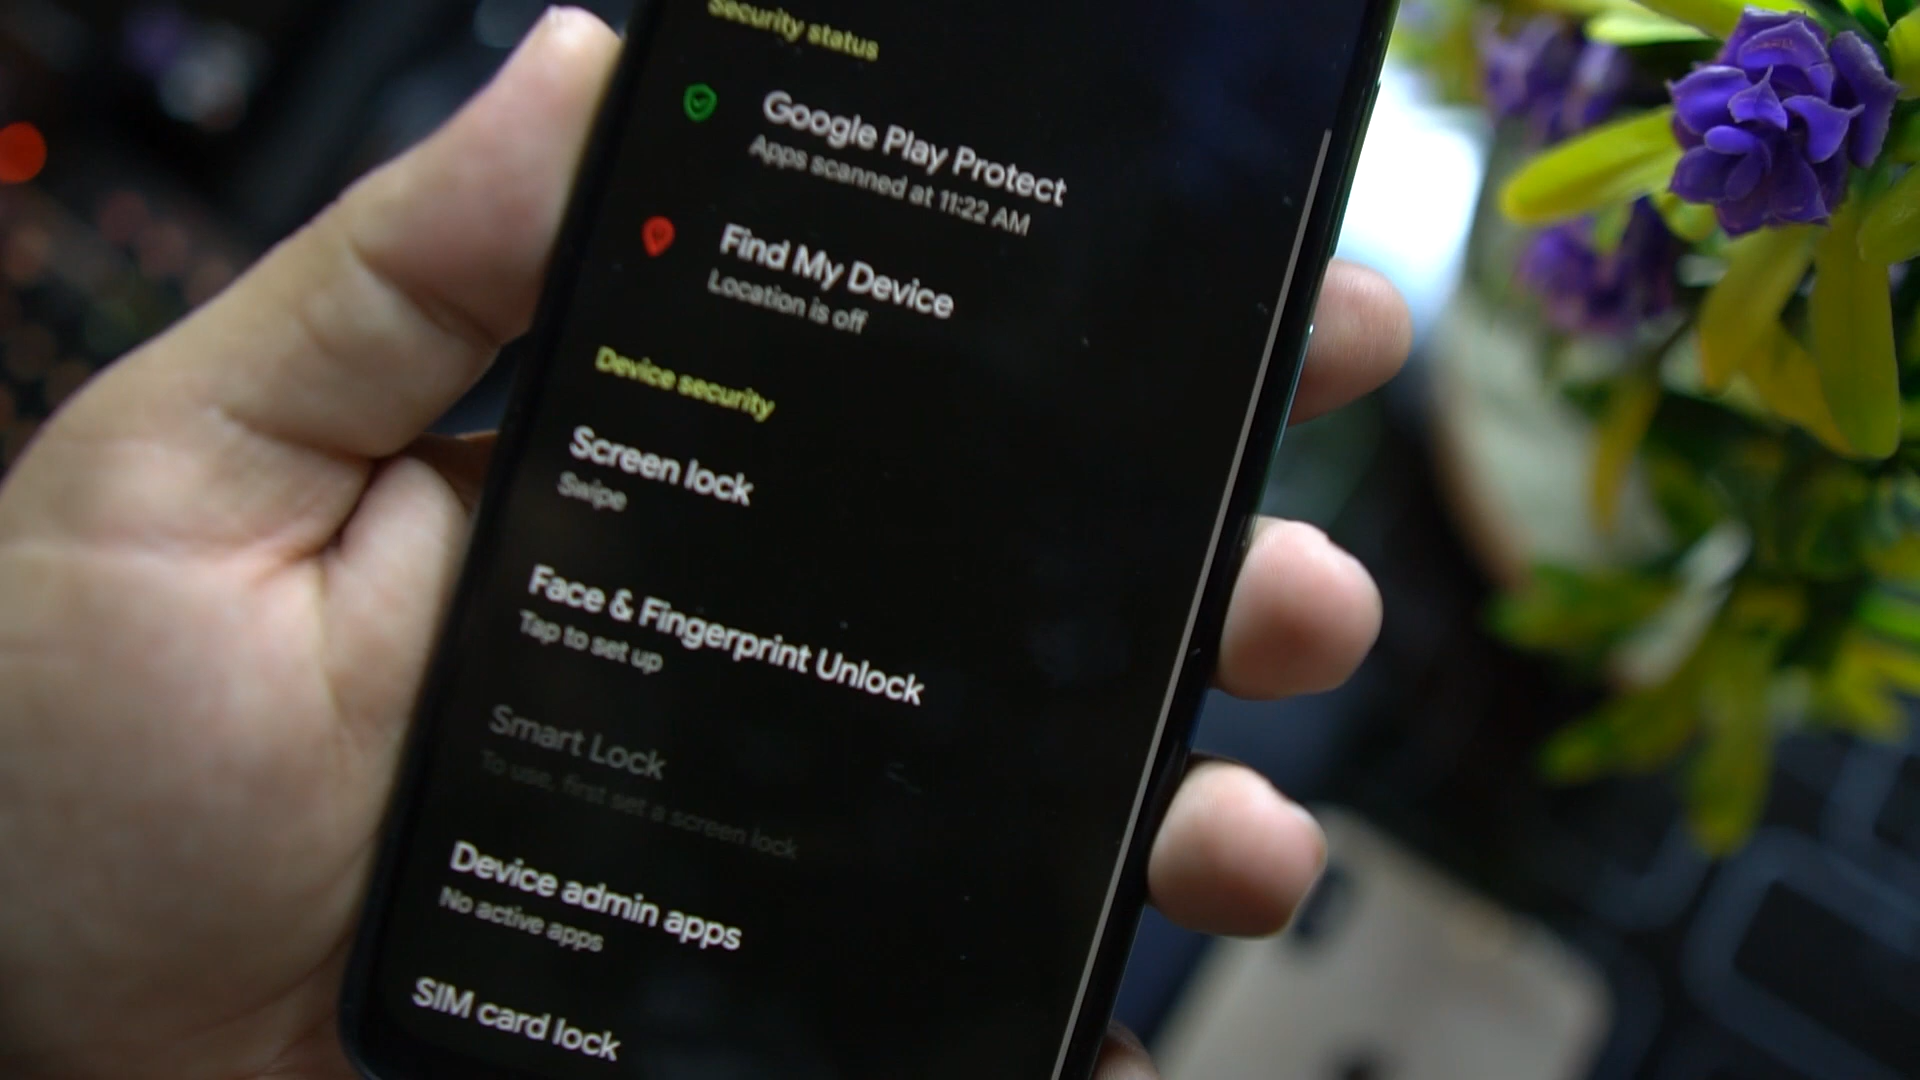 Security status
Google Play Protect
Apps scanned at 11:22 AM
Find My Device
Location is off
Device security
Screen lock
Swipe
Face & Fingerprint Unlock
Tap to set up
Smart Lock
To use, first set a screen lock
Device admin apps
No active apps
SIM card lock